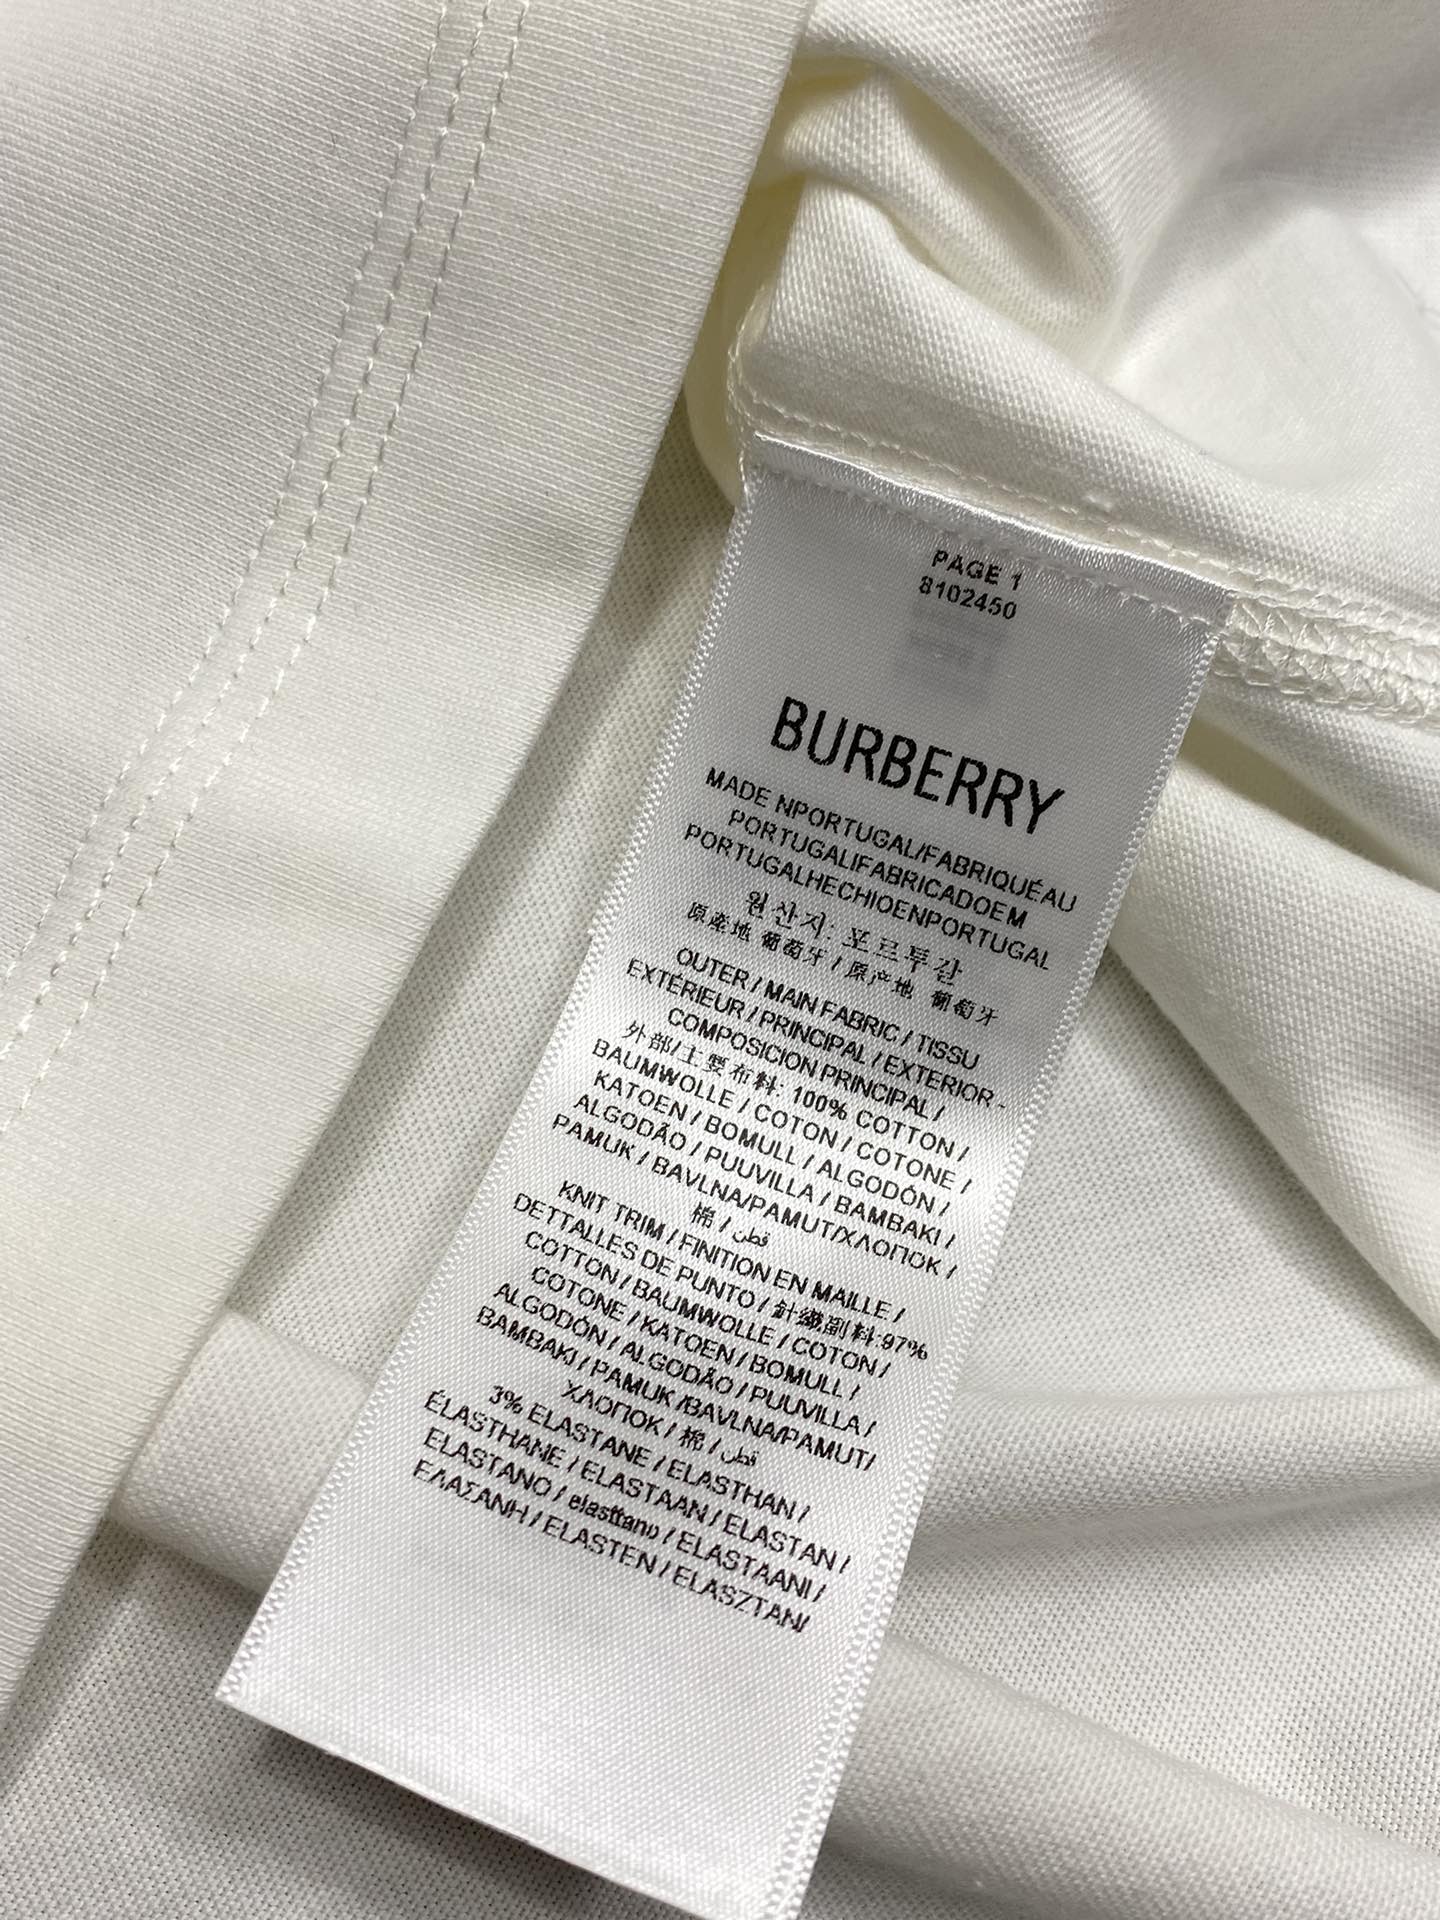 PAGE 1
8102450
BURBERRY
MADE NPORTUGAL/FABRIQUÉAU
PORTUGALIFABRICADOEM
PORTUGALHECHIOENPORTUGAL
원산지: 포르투갈
原產地 葡萄牙 / 原产地 葡萄牙
OUTER / MAIN FABRIC / TISSU
EXTÉRIEUR / PRINCIPAL / EXTERIOR -
COMPOSICION PRINCIPAL /
外部/主要布料: 100% COTTON /
BAUMWOLLE / COTON / COTONE /
KATOEN / BOMULL / ALGODÓN /
ALGODÃO / PUUVILLA / BAMBAKI /
PAMUK / BAVLNA/PAMUT/ΧΛΟΠΟΚ /
棉 / قطن
KNIT TRIM / FINITION EN MAILLE /
DETTALLES DE PUNTO / 針織副料:97%
COTTON / BAUMWOLLE / COTON /
COTONE / KATOEN / BOMULL /
ALGODÓN / ALGODÃO / PUUVILLA /
BAMBAKI / PAMUK /BAVLNA/PAMUT/
ΧΛΟΠΟΚ / 棉 / قطن
3% ELASTANE / ELASTHAN /
ÉLASTHANE / ELASTAAN / ELASTAN /
ELASTANO / elasttano / ELASTAANI /
ΕΛΑΣΑΝΗ / ELASTEN / ELASZTAN/